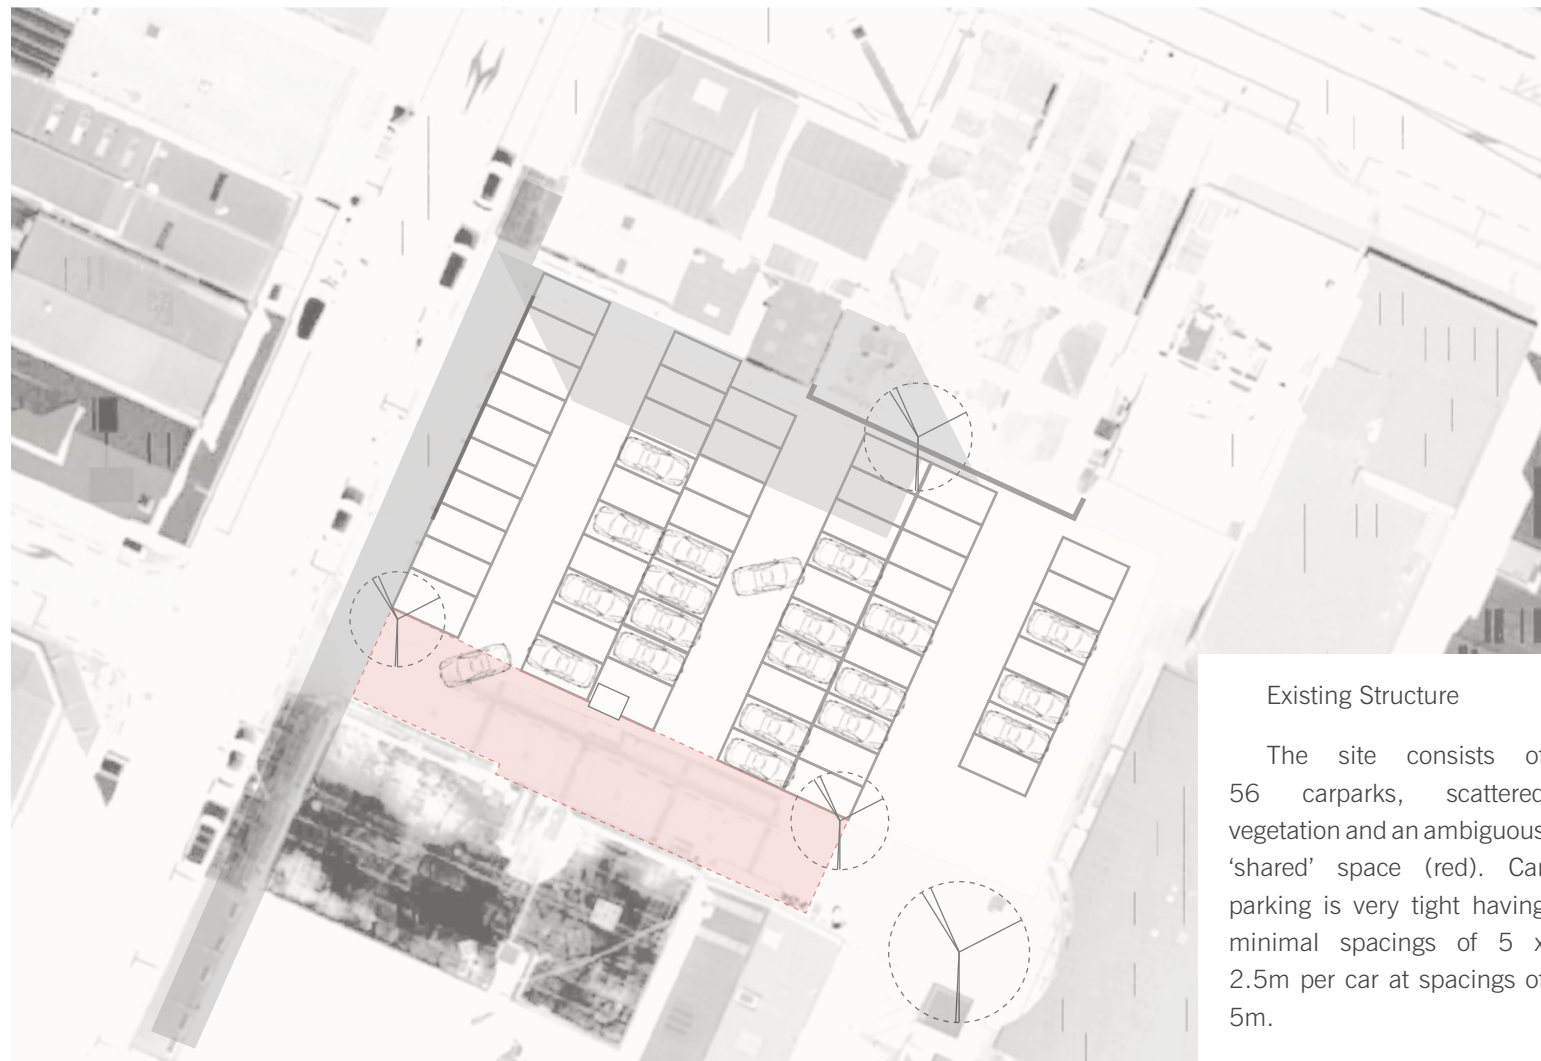 Existing Structure
The site consists of
56 carparks, scattered
vegetation and an ambiguous
‘shared’ space (red). Car
parking is very tight having
minimal spacings of 5 x
2.5m per car at spacings of
5m.